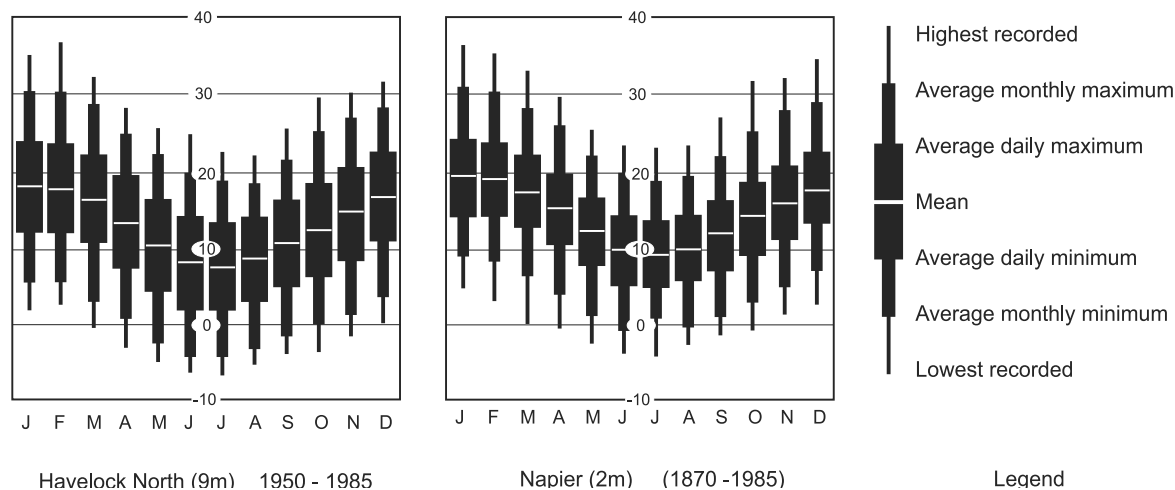 40
30
20
10
0
-10
J F M A M J J A S O N D
Havelock North (9m) 1950 - 1985
40
30
20
10
0
-10
J F M A M J J A S O N D
Napier (2m) (1870 -1985)
Highest recorded
Average monthly maximum
Average daily maximum
Mean
Average daily minimum
Average monthly minimum
Lowest recorded
Legend